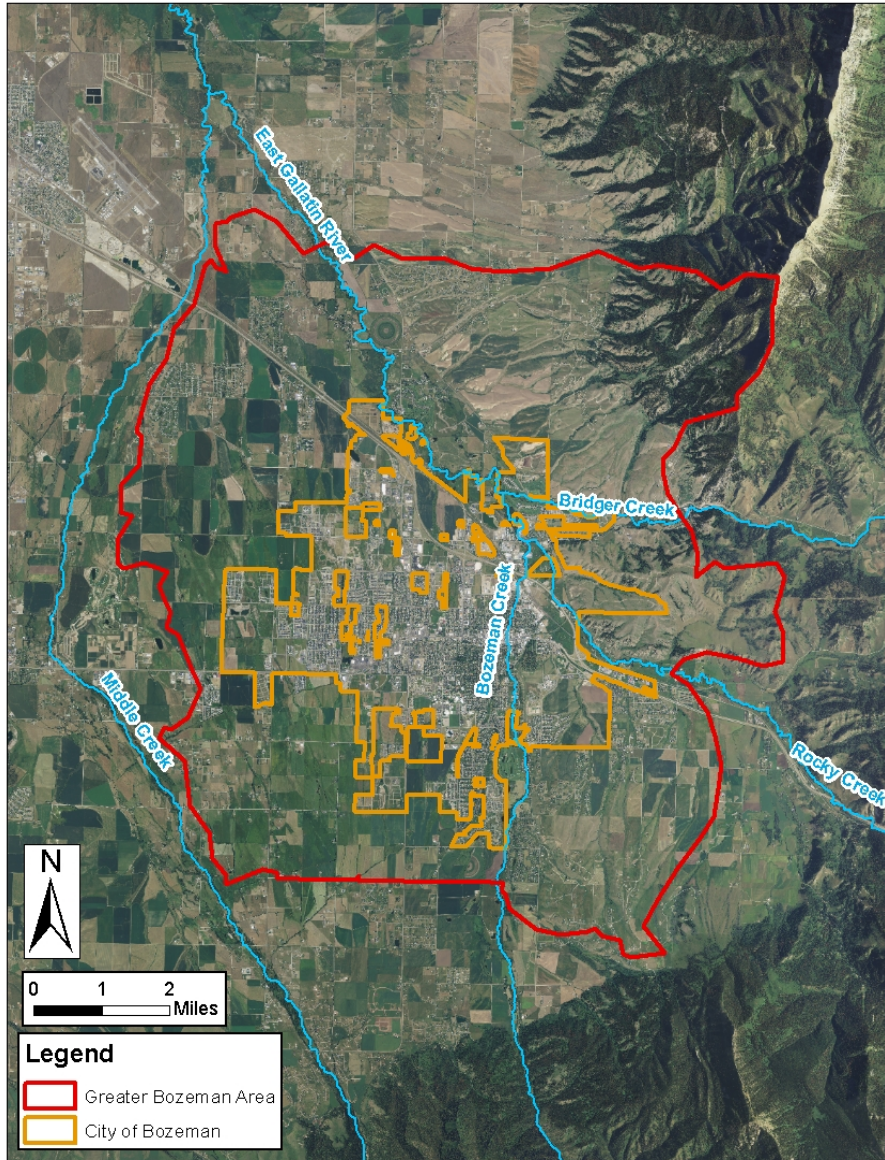 East Gallatin River
Bridger Creek
Bozeman Creek
Middle Creek
Rocky Creek
N
0 1 2
Miles
Legend
Greater Bozeman Area
City of Bozeman